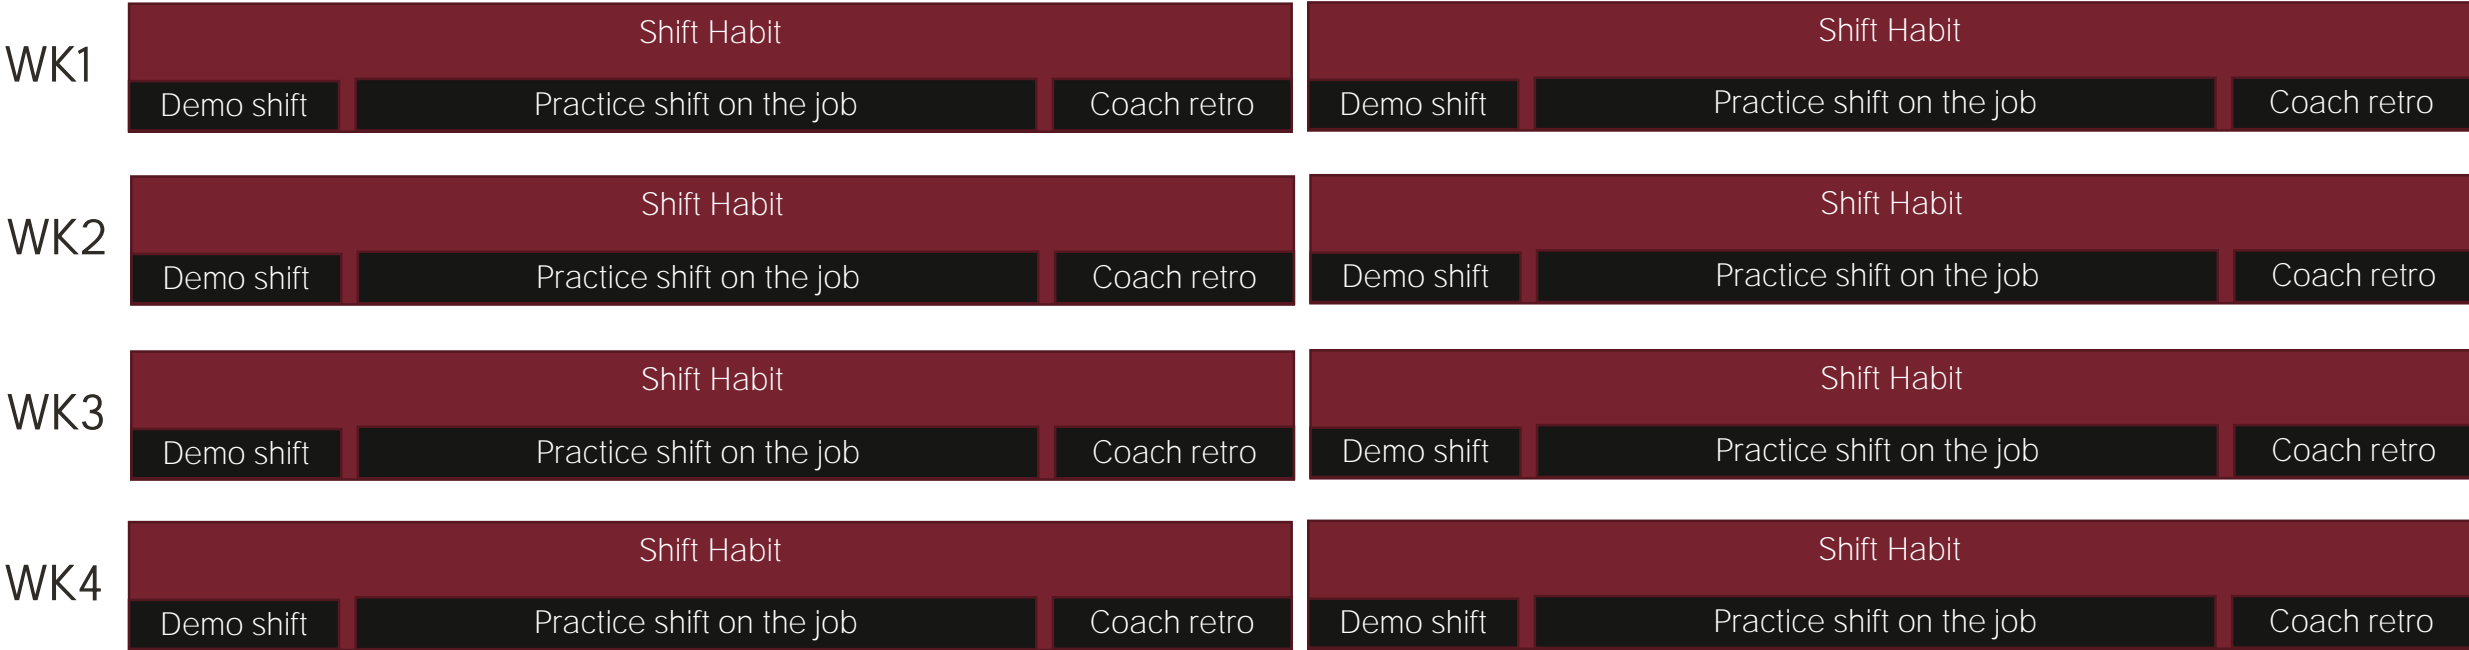 WK1
Shift Habit
Demo shift
Practice shift on the job
Coach retro
Shift Habit
Demo shift
Practice shift on the job
Coach retro
WK2
Shift Habit
Demo shift
Practice shift on the job
Coach retro
Shift Habit
Demo shift
Practice shift on the job
Coach retro
WK3
Shift Habit
Demo shift
Practice shift on the job
Coach retro
Shift Habit
Demo shift
Practice shift on the job
Coach retro
WK4
Shift Habit
Demo shift
Practice shift on the job
Coach retro
Shift Habit
Demo shift
Practice shift on the job
Coach retro